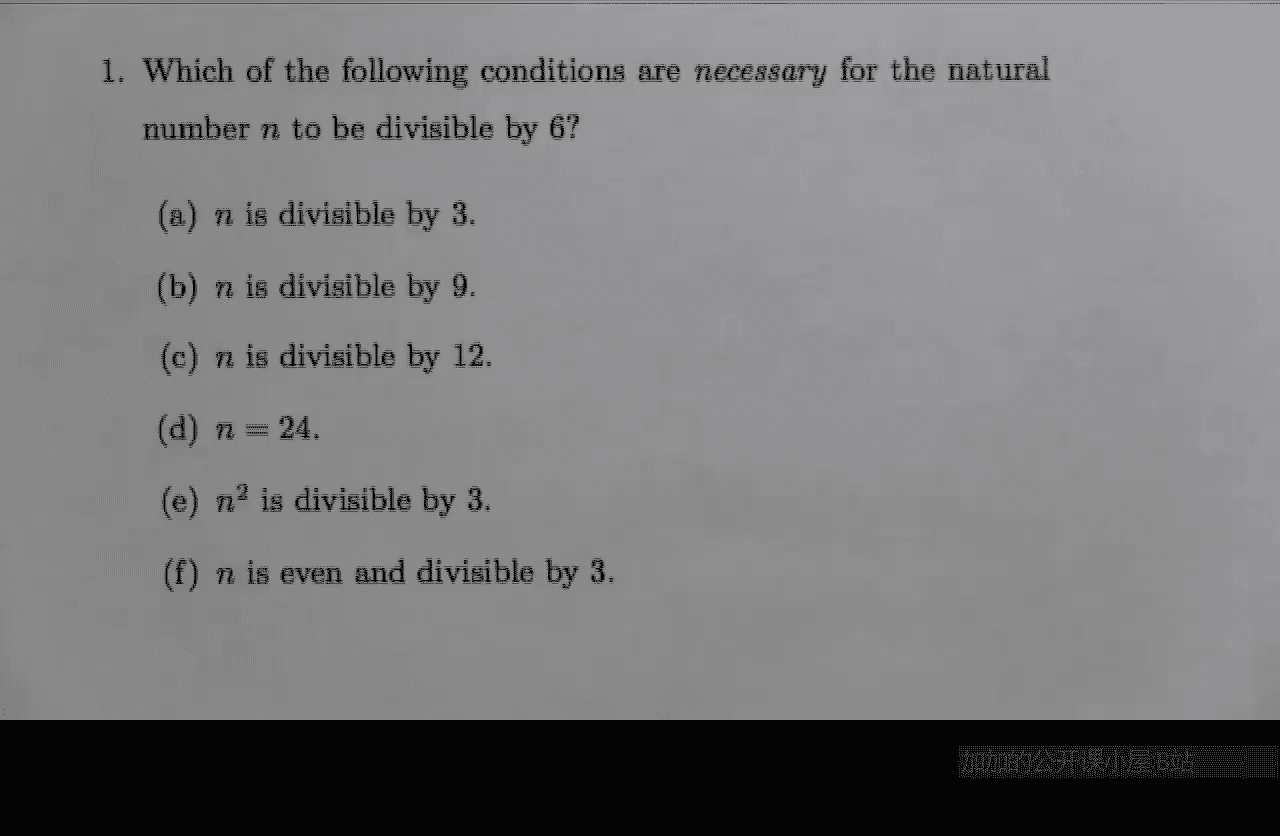 1. Which of the following conditions are necessary for the natural
number n to be divisible by 6?
(a) n is divisible by 3.
(b) n is divisible by 9.
(c) n is divisible by 12.
(d) n = 24.
(e) n² is divisible by 3.
(f) n is even and divisible by 3.
加加的公开课小屋.B站